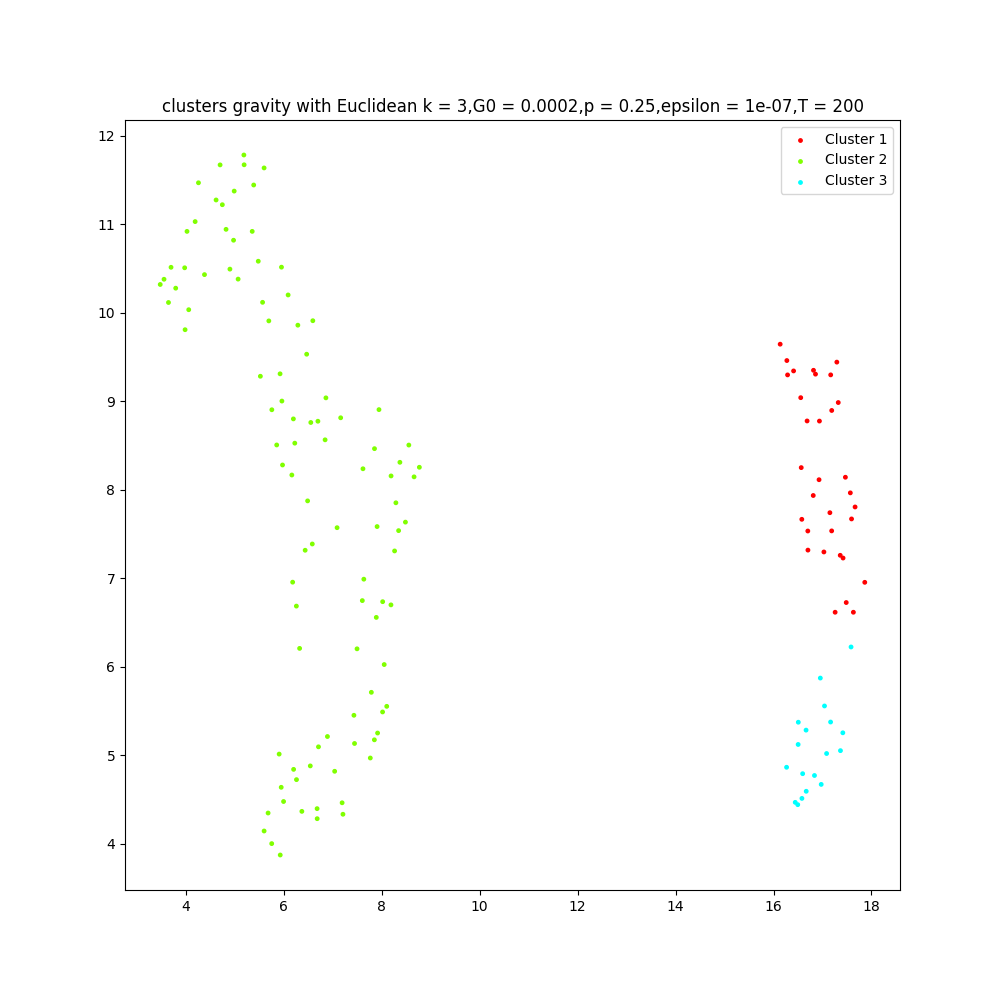 clusters gravity with Euclidean k = 3,G0 = 0.0002,p = 0.25,epsilon = 1e-07,T = 200
Cluster 1
Cluster 2
Cluster 3
12
11
10
9
8
7
6
5
4
4 6 8 10 12 14 16 18